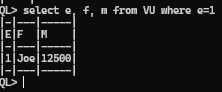 QL> select e, f, m from VU where e=1
|-|---|-----|
|E|F  |M    |
|-|---|-----|
|1|Joe|12500|
|-|---|-----|
QL>